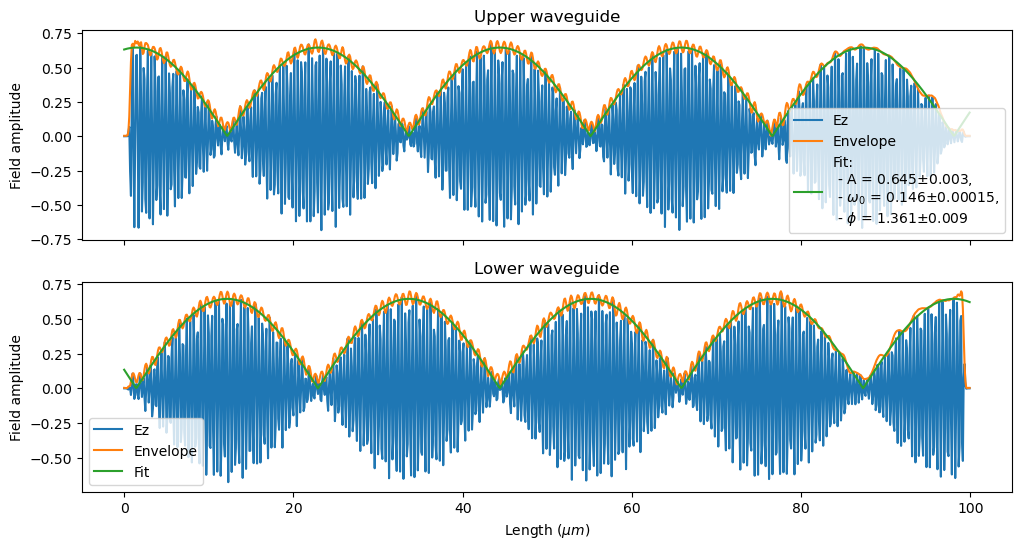 Upper waveguide
Field amplitude
0.75
0.50
0.25
0.00
−0.25
−0.50
−0.75
Ez
Envelope
Fit:
- A = 0.645±0.003,
- ω₀ = 0.146±0.00015,
- ϕ = 1.361±0.009
Lower waveguide
Field amplitude
0.75
0.50
0.25
0.00
−0.25
−0.50
Ez
Envelope
Fit
0 20 40 60 80 100
Length (μm)